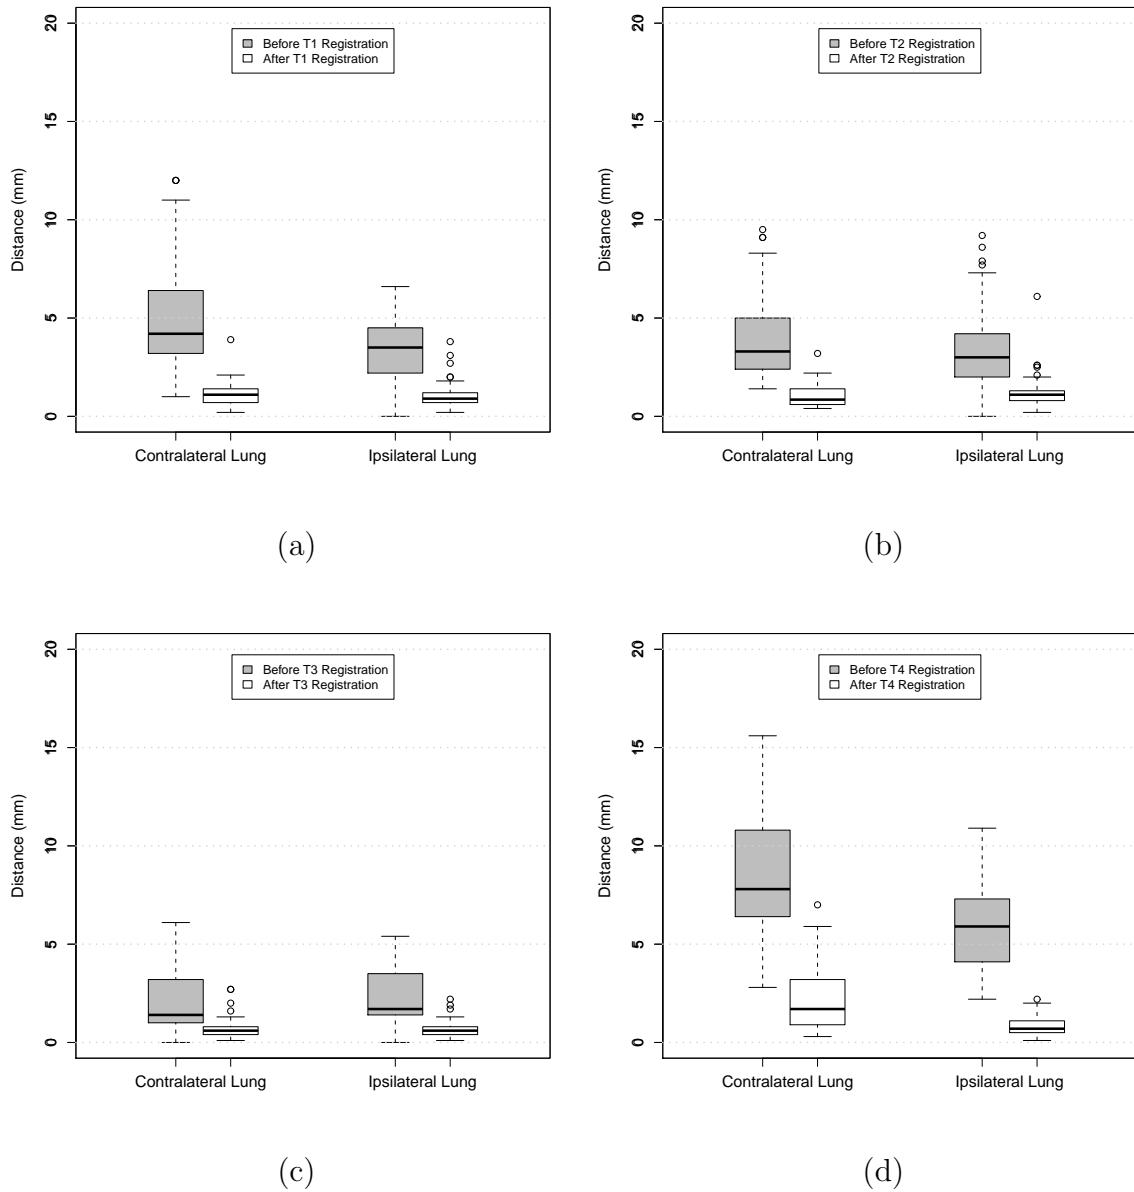 20
15
10
5
0
Distance (mm)
Before T1 Registration
After T1 Registration
Contralateral Lung
Ipsilateral Lung
(a)
20
15
10
5
0
Distance (mm)
Before T2 Registration
After T2 Registration
Contralateral Lung
Ipsilateral Lung
(b)
20
15
10
5
0
Distance (mm)
Before T3 Registration
After T3 Registration
Contralateral Lung
Ipsilateral Lung
(c)
20
15
10
5
0
Distance (mm)
Before T4 Registration
After T4 Registration
Contralateral Lung
Ipsilateral Lung
(d)